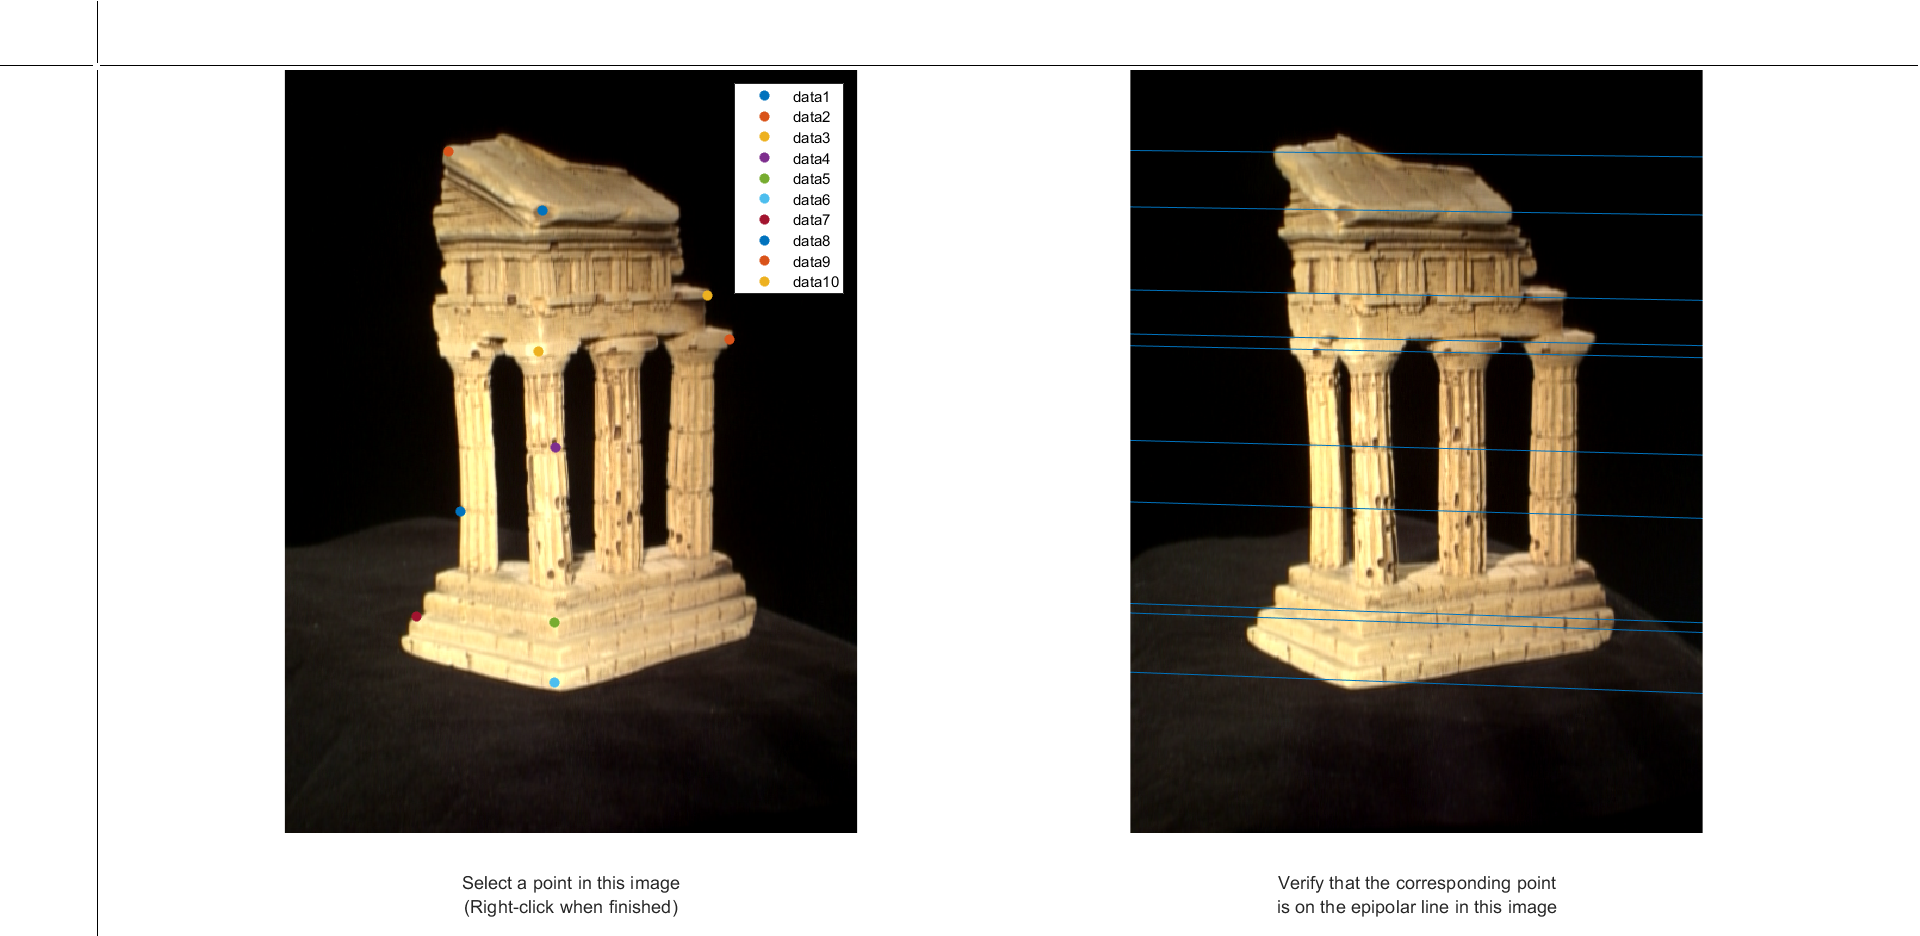 data1
data2
data3
data4
data5
data6
data7
data8
data9
data10
Select a point in this image
(Right-click when finished)
Verify that the corresponding point
is on the epipolar line in this image